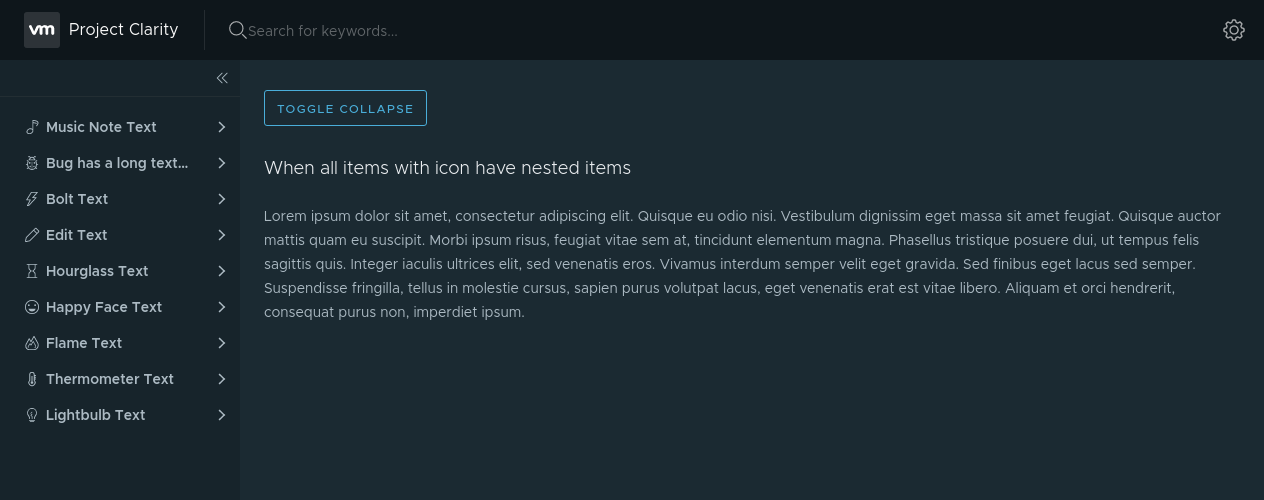 vm Project Clarity
Search for keywords...
TOGGLE COLLAPSE
Music Note Text
Bug has a long text...
Bolt Text
Edit Text
Hourglass Text
Happy Face Text
Flame Text
Thermometer Text
Lightbulb Text
When all items with icon have nested items
Lorem ipsum dolor sit amet, consectetur adipiscing elit. Quisque eu odio nisi. Vestibulum dignissim eget massa sit amet feugiat. Quisque auctor
mattis quam eu suscipit. Morbi ipsum risus, feugiat vitae sem at, tincidunt elementum magna. Phasellus tristique posuere dui, ut tempus felis
sagittis quis. Integer iaculis ultrices elit, sed venenatis eros. Vivamus interdum semper velit eget gravida. Sed finibus eget lacus sed semper.
Suspendisse fringilla, tellus in molestie cursus, sapien purus volutpat lacus, eget venenatis erat est vitae libero. Aliquam et orci hendrerit,
consequat purus non, imperdiet ipsum.